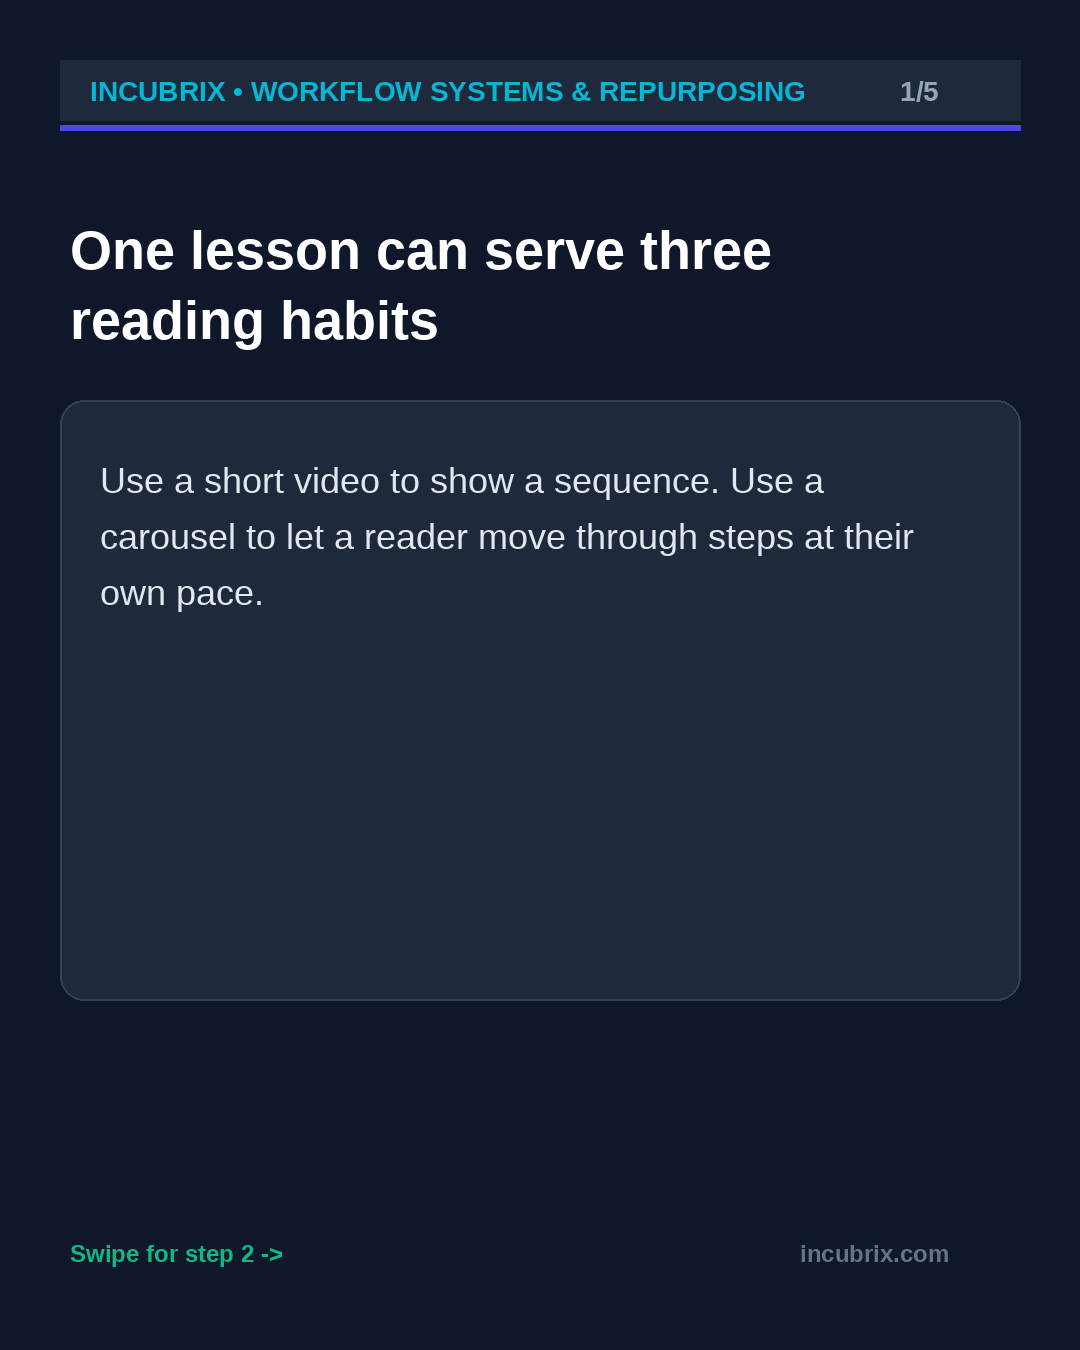 INCUBRIX • WORKFLOW SYSTEMS & REPURPOSING 1/5
One lesson can serve three
reading habits
Use a short video to show a sequence. Use a
carousel to let a reader move through steps at their
own pace.
Swipe for step 2 -> incubrix.com